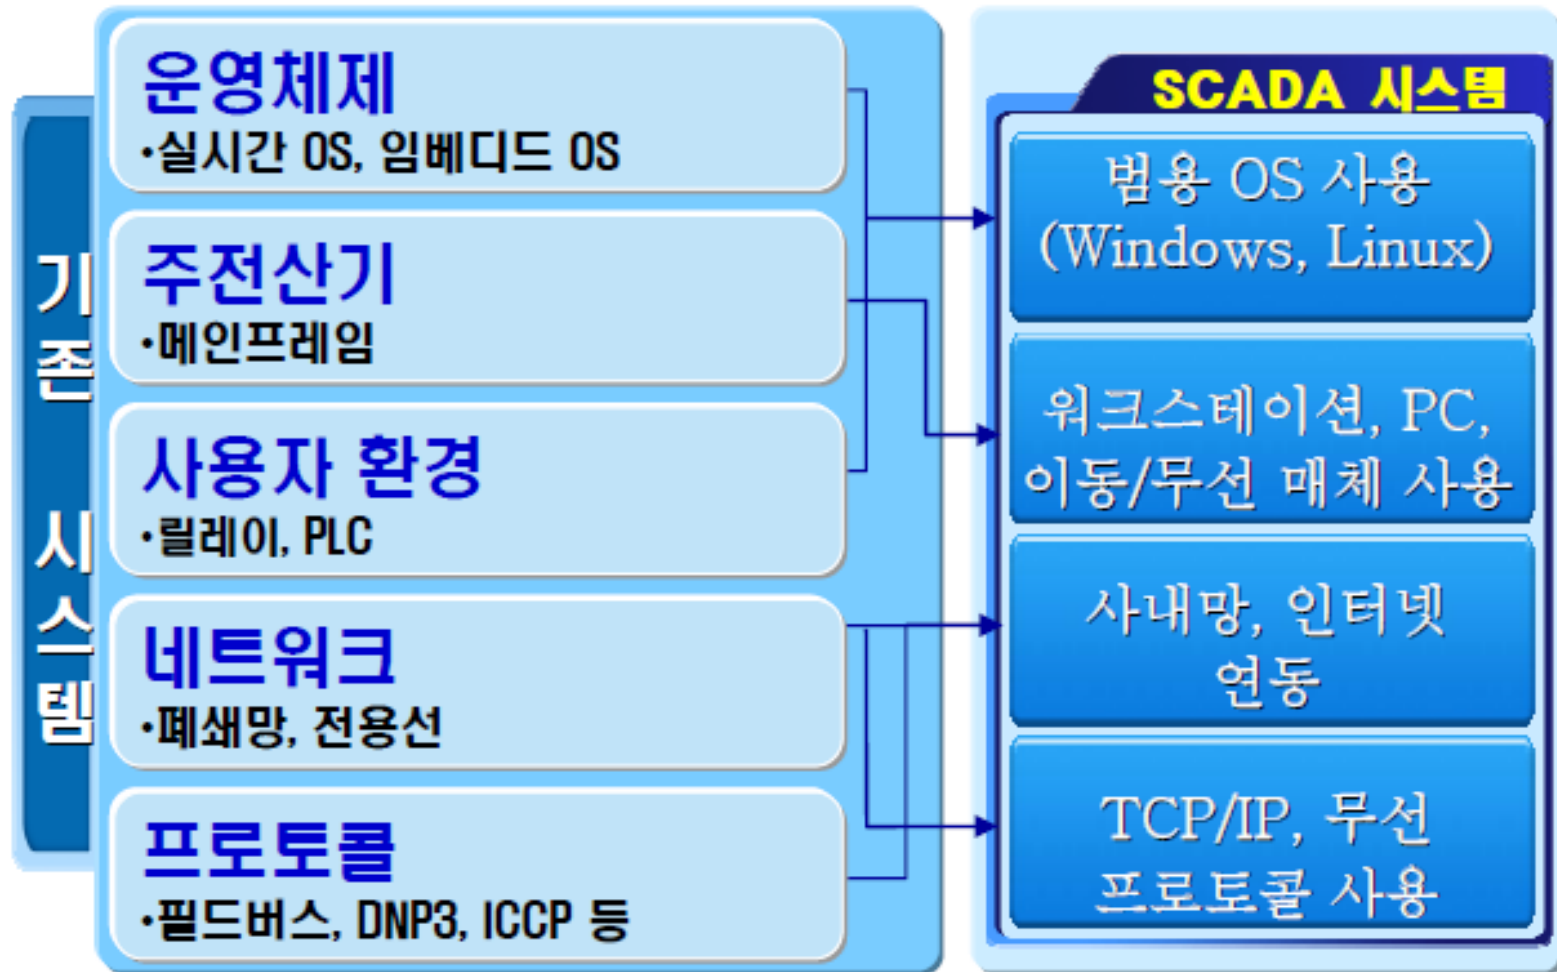 기존 시스템
운영체제
·실시간 OS, 임베디드 OS
주전산기
·메인프레임
사용자 환경
·릴레이, PLC
네트워크
·폐쇄망, 전용선
프로토콜
·필드버스, DNP3, ICCP 등
SCADA 시스템
범용 OS 사용
(Windows, Linux)
워크스테이션, PC,
이동/무선 매체 사용
사내망, 인터넷
연동
TCP/IP, 무선
프로토콜 사용